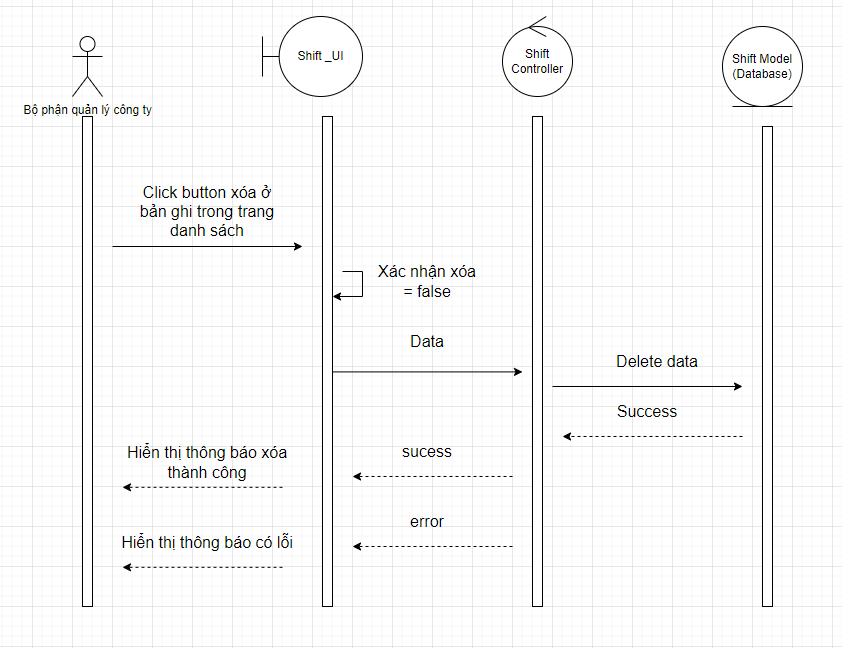 Shift _UI
Shift
Controller
Shift Model
(Database)
Bộ phận quản lý công ty
Click button xóa ở
bản ghi trong trang
danh sách
Xác nhận xóa
= false
Data
Delete data
Success
Hiển thị thông báo xóa
thành công
sucess
error
Hiển thị thông báo có lỗi